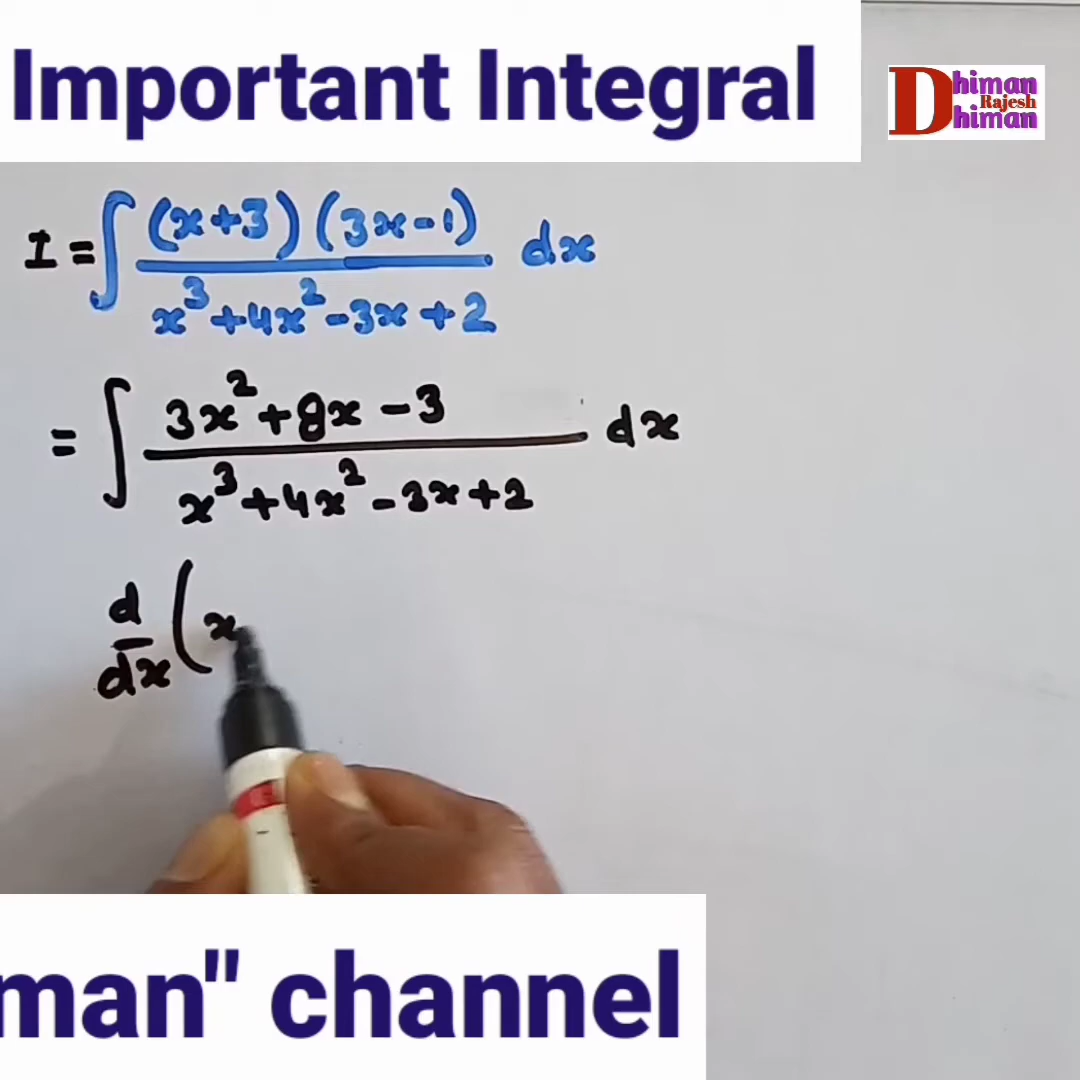 Important Integral
Dhiman
Rajesh
Dhiman
I = ∫ (x+3)(3x-1) / (x³+4x²-3x+2) dx
= ∫ (3x²+8x-3) / (x³+4x²-3x+2) dx
d/dx (x
man" channel